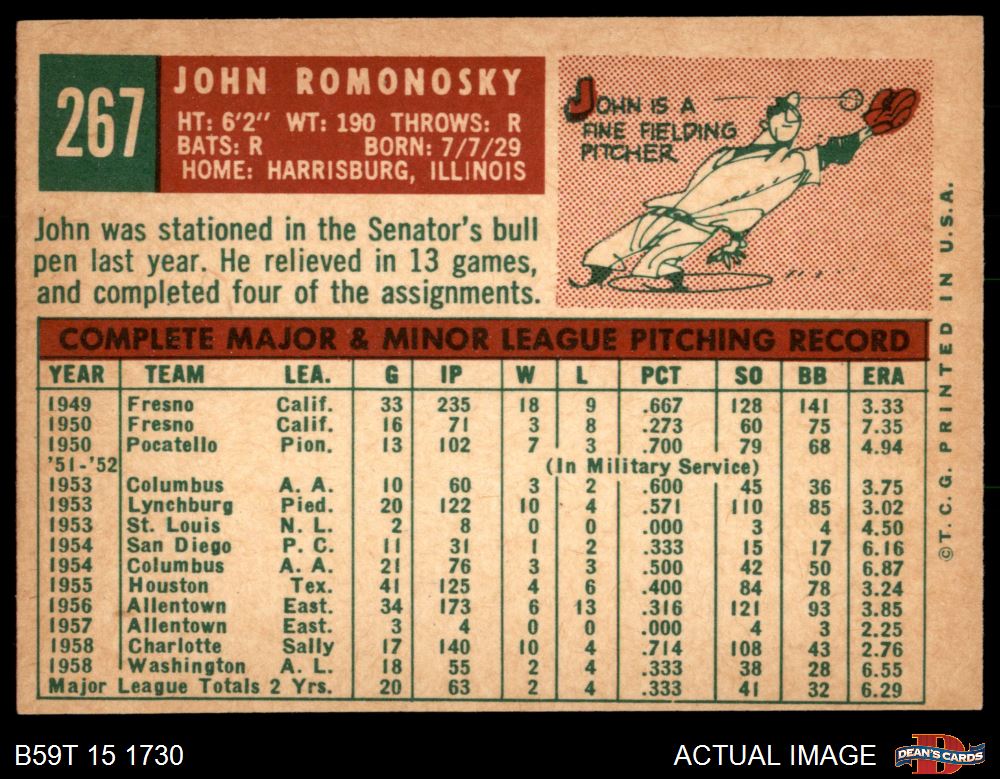 267
JOHN ROMONOSKY
HT: 6'2" WT: 190 THROWS: R
BATS: R BORN: 7/7/29
HOME: HARRISBURG, ILLINOIS
JOHN IS A
FINE FIELDING
PITCHER
John was stationed in the Senator's bull
pen last year. He relieved in 13 games,
and completed four of the assignments.
COMPLETE MAJOR & MINOR LEAGUE PITCHING RECORD
YEAR TEAM LEA. G IP W L PCT SO BB ERA
1949 Fresno Calif. 33 235 18 9 .667 128 141 3.33
1950 Fresno Calif. 16 71 3 8 .273 60 75 7.35
1950 Pocatello Pion. 13 102 7 3 .700 79 68 4.94
'51-'52 (In Military Service)
1953 Columbus A. A. 10 60 3 2 .600 45 36 3.75
1953 Lynchburg Pied. 20 122 10 4 .571 110 85 3.02
1953 St. Louis N. L. 2 8 0 0 .000 3 4 4.50
1954 San Diego P. C. 11 31 1 2 .333 15 17 6.16
1954 Columbus A. A. 21 76 3 3 .500 42 50 6.87
1955 Houston Tex. 41 125 4 6 .400 84 78 3.24
1956 Allentown East. 34 173 6 13 .316 121 93 3.85
1957 Allentown East. 3 4 0 0 .000 4 3 2.25
1958 Charlotte Sally 17 140 10 4 .714 108 43 2.76
1958 Washington A. L. 18 55 2 4 .333 38 28 6.55
Major League Totals 2 Yrs. 20 63 2 4 .333 41 32 6.29
© T. C. G. PRINTED IN U.S.A.
B59T 15 1730
ACTUAL IMAGE
DEAN'S CARDS